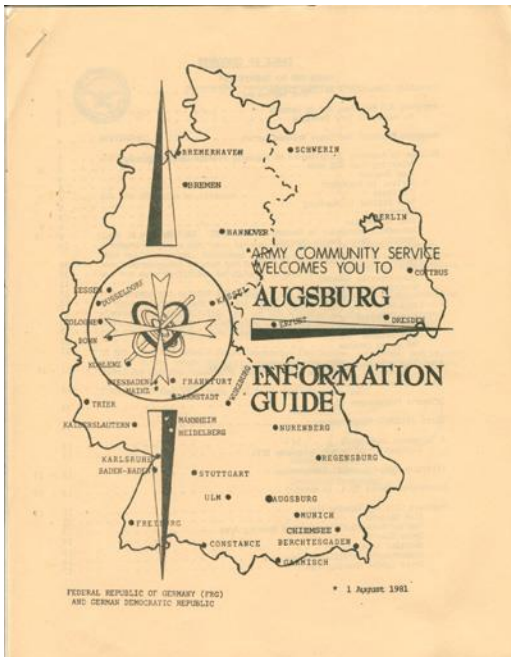 BREMERHAVEN
SCHWERIN
BREMEN
BERLIN
HANNOVER
ARMY COMMUNITY SERVICE
WELCOMES YOU TO
COTTBUS
AUGSBURG
ESSEN
DUSSELDORF
KASSEL
COLOGNE
ERFURT
DRESDEN
BONN
KOBLENZ
INFORMATION
GUIDE
WIESBADEN
FRANKFURT
MAINZ
DARMSTADT
WURZBURG
TRIER
MANNHEIM
KAISERSLAUTERN
HEIDELBERG
NURENBERG
KARLSRUHE
REGENSBURG
BADEN-BADEN
STUTTGART
ULM
AUGSBURG
MUNICH
FREIBURG
CHIEMSEE
CONSTANCE
BERCHTESGADEN
GARMISCH
FEDERAL REPUBLIC OF GERMANY (FRG)
AND GERMAN DEMOCRATIC REPUBLIC
* 1 August 1981